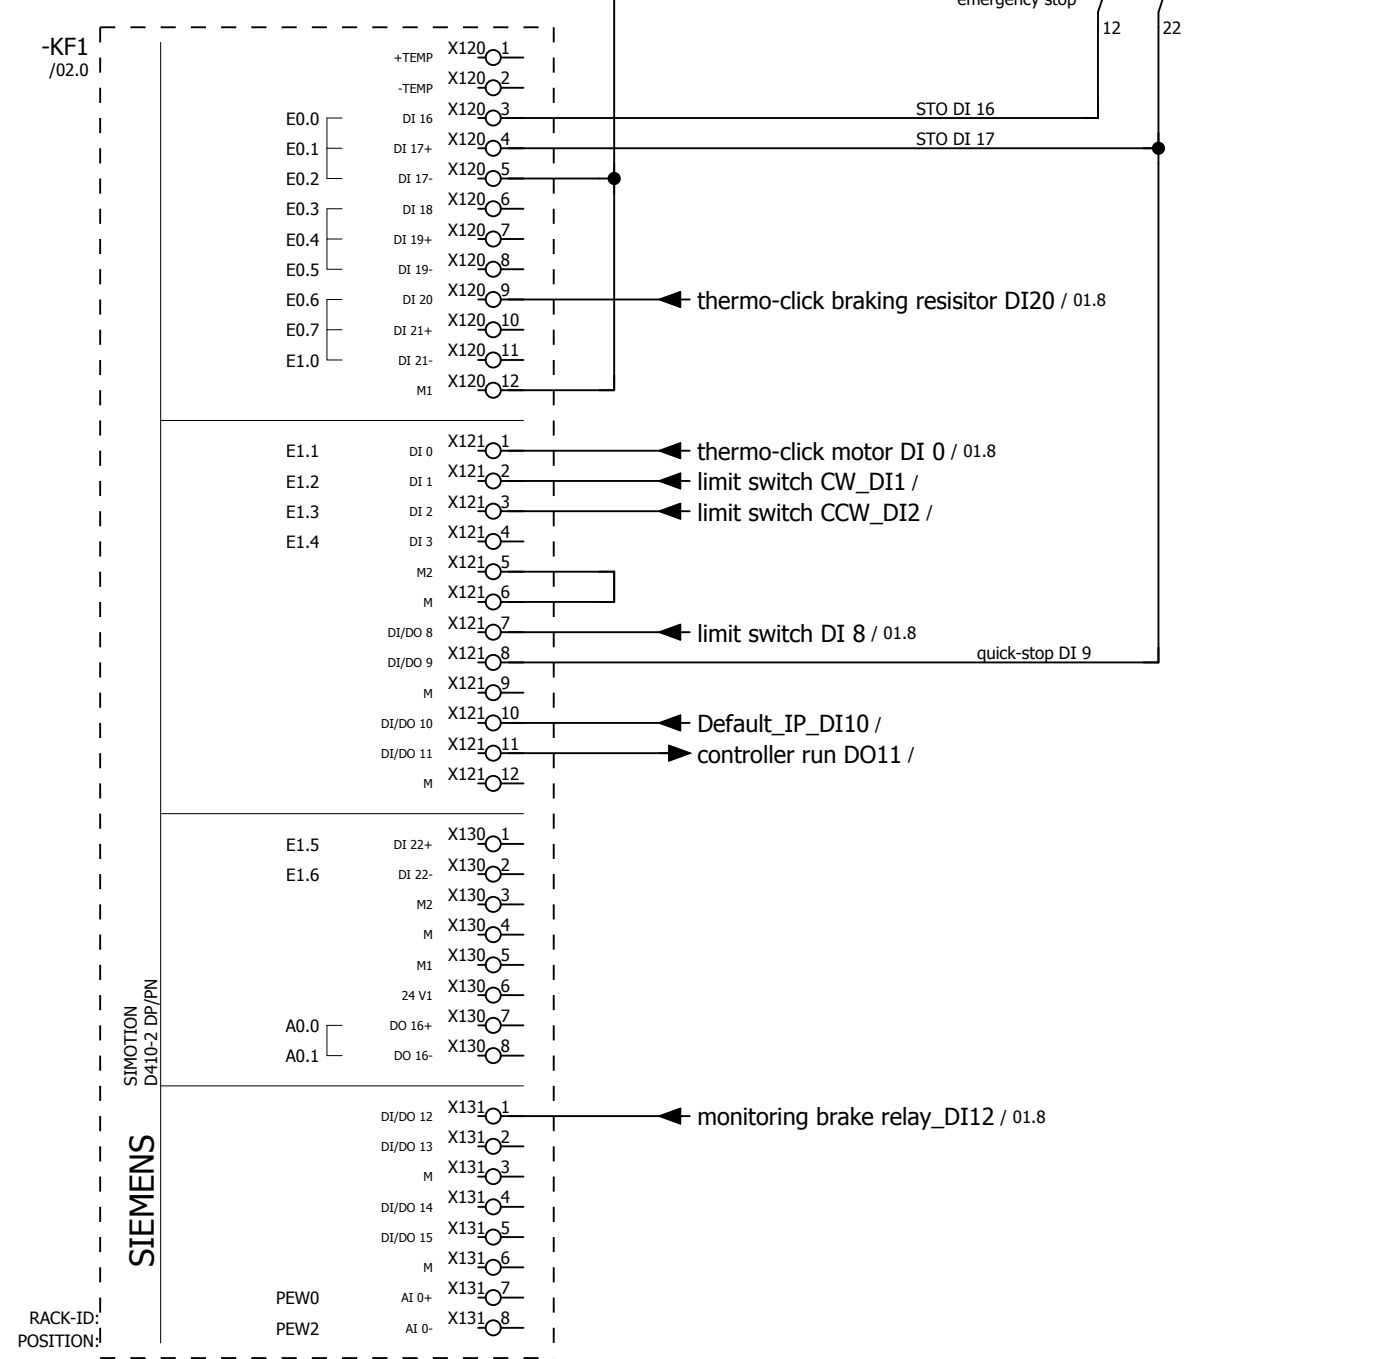 emergency stop
12 22
-KF1
/02.0
+TEMP X120 1
-TEMP X120 2
E0.0 DI 16 X120 3 STO DI 16
E0.1 DI 17+ X120 4 STO DI 17
E0.2 DI 17- X120 5
E0.3 DI 18 X120 6
E0.4 DI 19+ X120 7
E0.5 DI 19- X120 8
E0.6 DI 20 X120 9 thermo-click braking resisitor DI20 / 01.8
E0.7 DI 21+ X120 10
E1.0 DI 21- X120 11
M1 X120 12
E1.1 DI 0 X121 1 thermo-click motor DI 0 / 01.8
E1.2 DI 1 X121 2 limit switch CW_DI1 /
E1.3 DI 2 X121 3 limit switch CCW_DI2 /
E1.4 DI 3 X121 4
M2 X121 5
M X121 6
DI/DO 8 X121 7 limit switch DI 8 / 01.8
DI/DO 9 X121 8 quick-stop DI 9
M X121 9
DI/DO 10 X121 10 Default_IP_DI10 /
DI/DO 11 X121 11 controller run DO11 /
M X121 12
E1.5 DI 22+ X130 1
E1.6 DI 22- X130 2
M2 X130 3
M X130 4
M1 X130 5
24 V1 X130 6
A0.0 DO 16+ X130 7
A0.1 DO 16- X130 8
SIMOTION
D410-2 DP/PN
DI/DO 12 X131 1 monitoring brake relay_DI12 / 01.8
DI/DO 13 X131 2
M X131 3
DI/DO 14 X131 4
DI/DO 15 X131 5
M X131 6
PEW0 AI 0+ X131 7
PEW2 AI 0- X131 8
SIEMENS
RACK-ID:
POSITION: